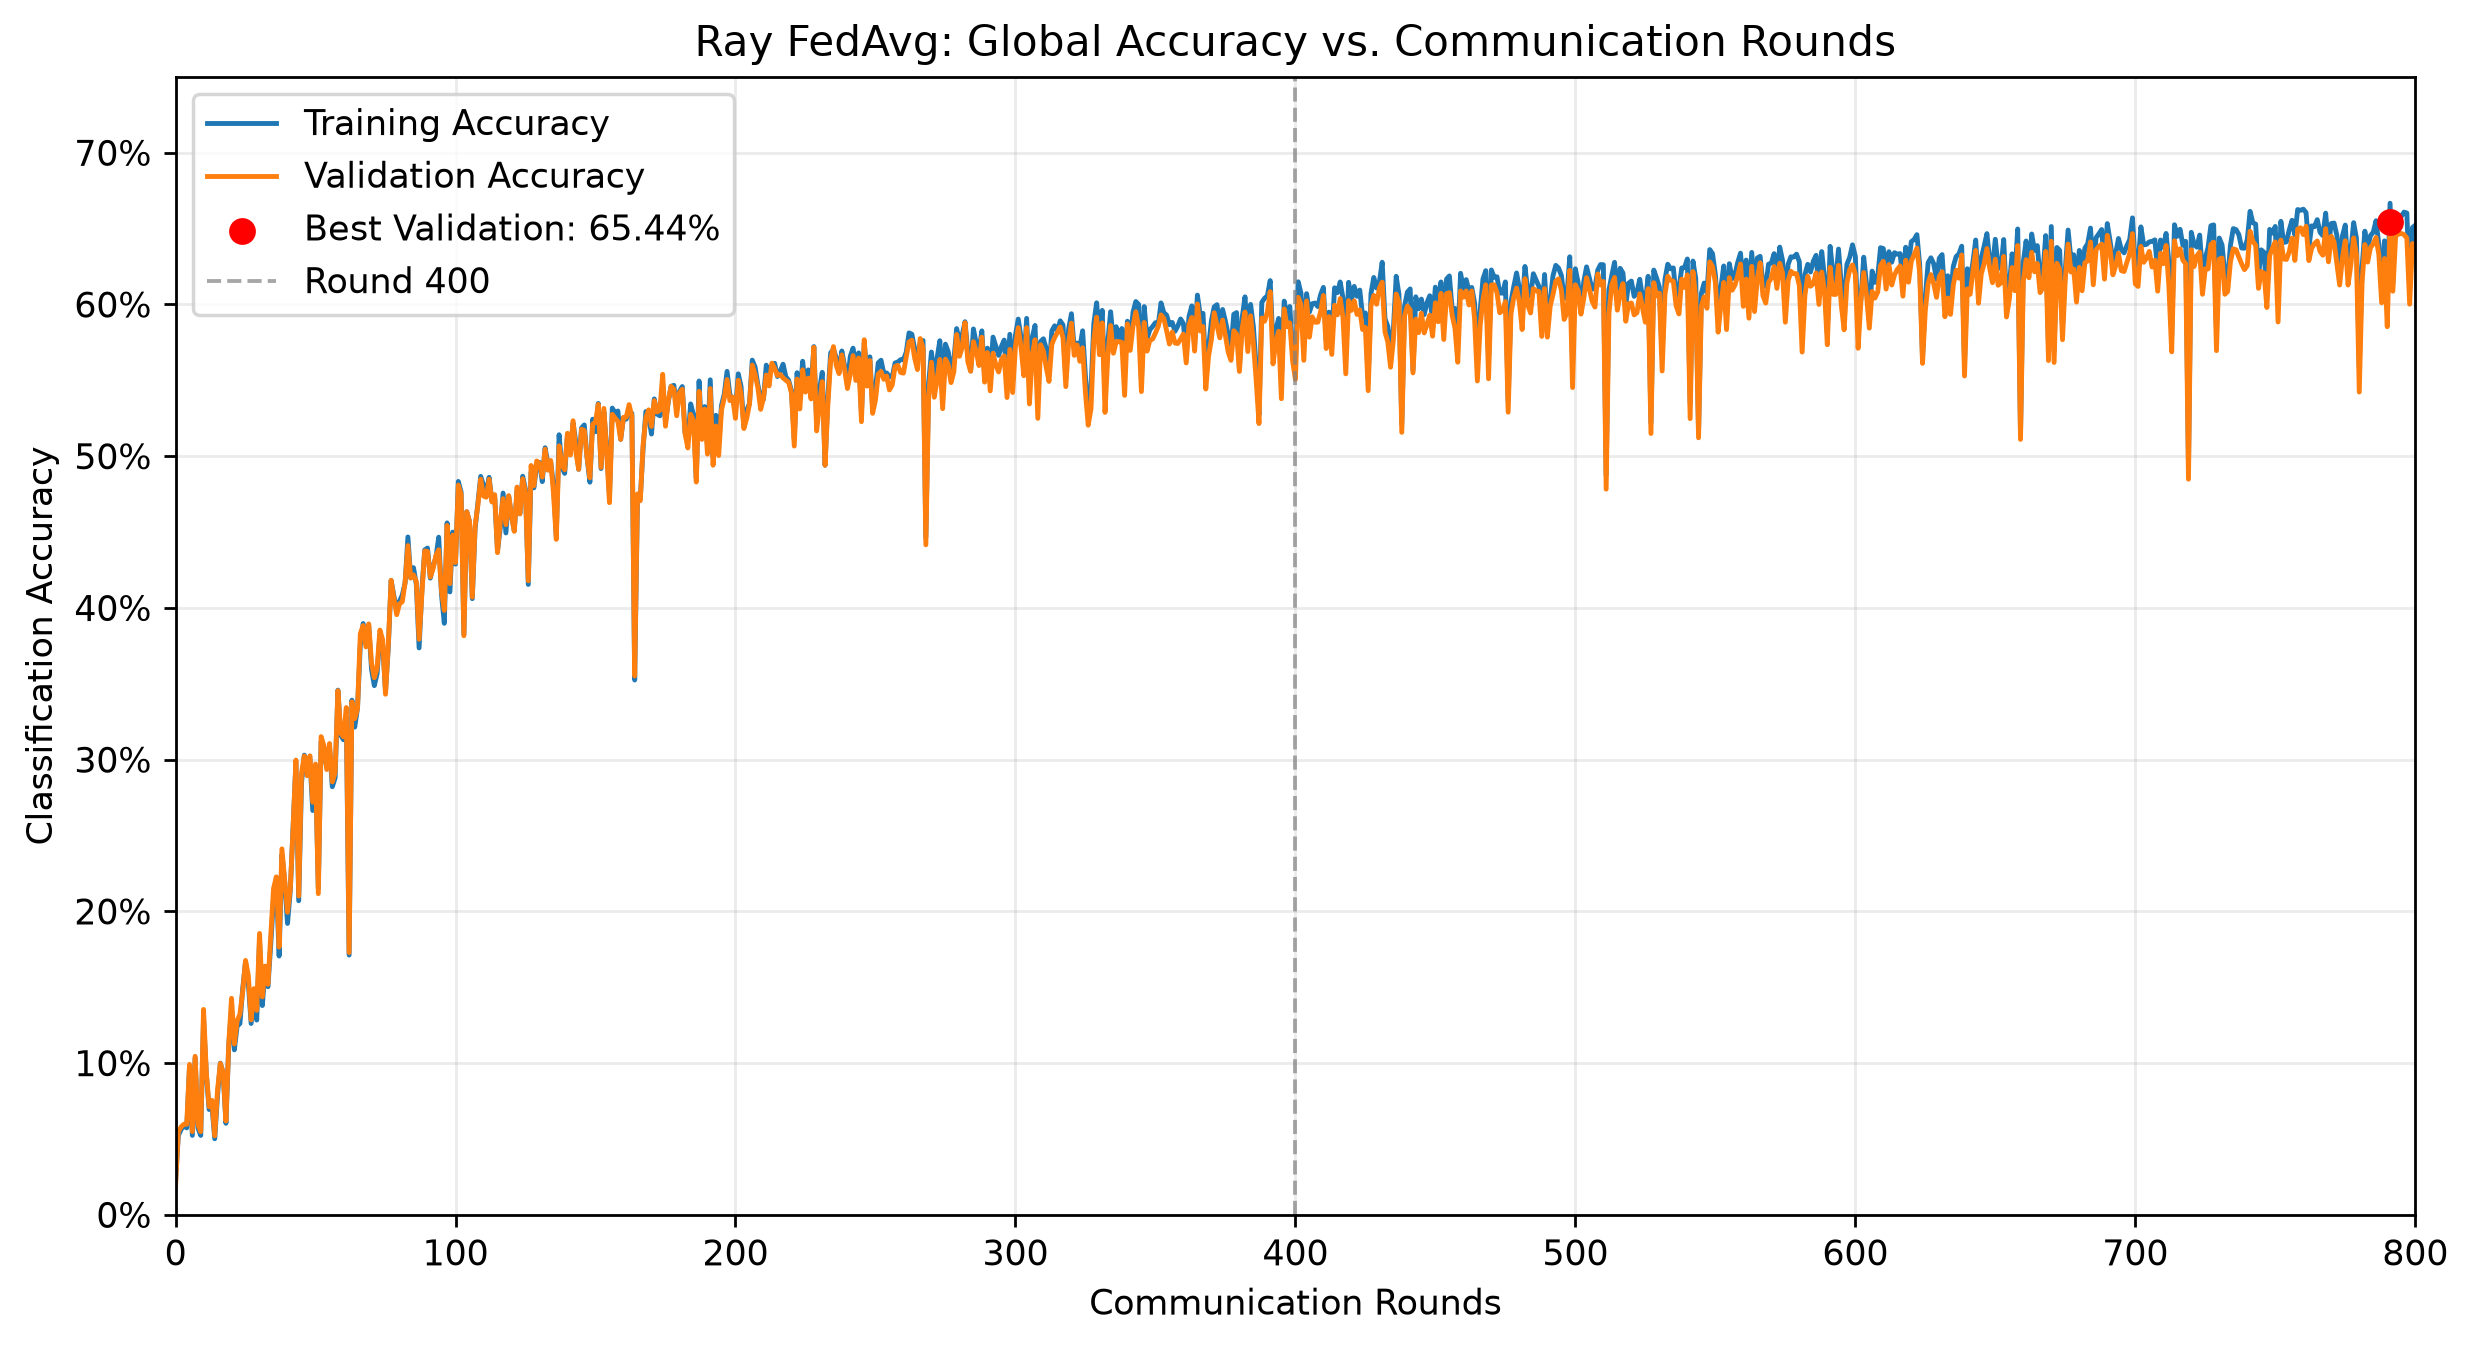 Ray FedAvg: Global Accuracy vs. Communication Rounds
Training Accuracy
Validation Accuracy
Best Validation: 65.44%
Round 400
70%
60%
50%
40%
30%
20%
10%
0%
Classification Accuracy
0 100 200 300 400 500 600 700 800
Communication Rounds